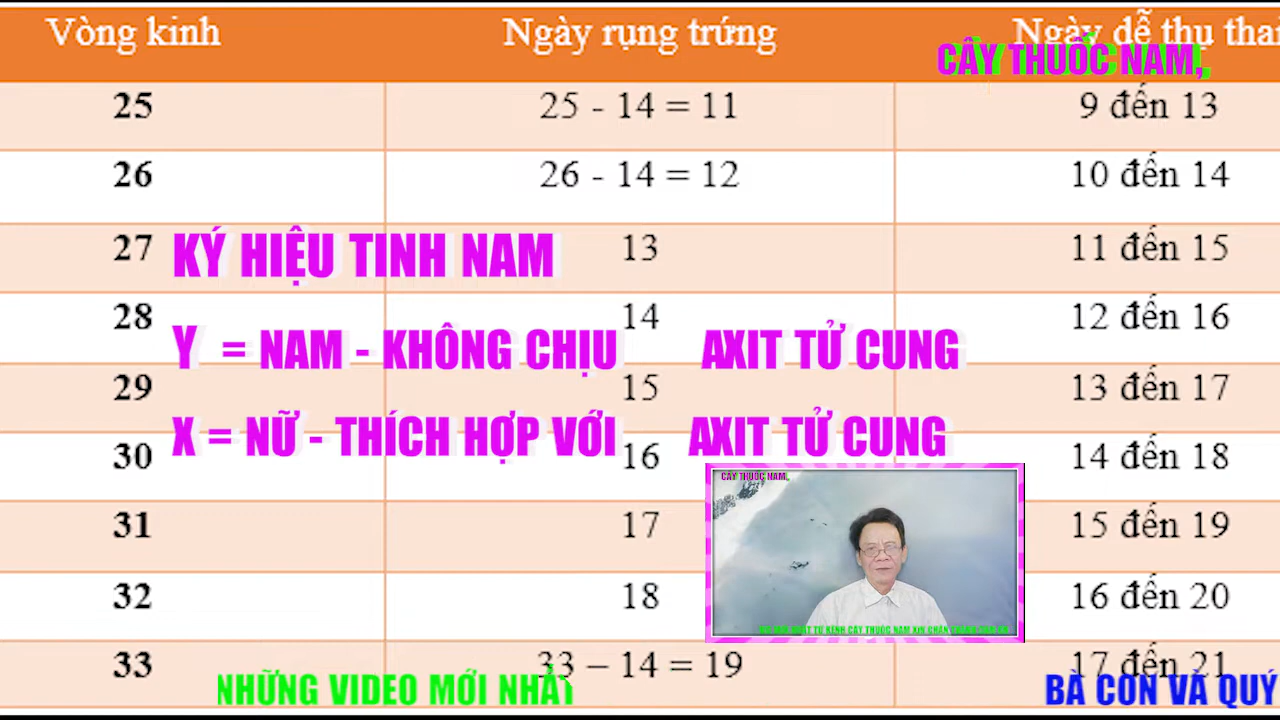 Vòng kinh Ngày rụng trứng Ngày dễ thụ thai
CÂY THUỐC NAM,
25 25 - 14 = 11 9 đến 13
26 26 - 14 = 12 10 đến 14
27 13 11 đến 15
KÝ HIỆU TINH NAM
28 14 12 đến 16
Y = NAM - KHÔNG CHỊU AXIT TỬ CUNG
29 15 13 đến 17
X = NỮ - THÍCH HỢP VỚI AXIT TỬ CUNG
30 16 14 đến 18
CÂY THUỐC NAM,
31 17 15 đến 19
32 18 16 đến 20
33 33 – 14 = 19 17 đến 21
NHỮNG VIDEO MỚI NHẤT
BÀ CON VÀ QUÝ